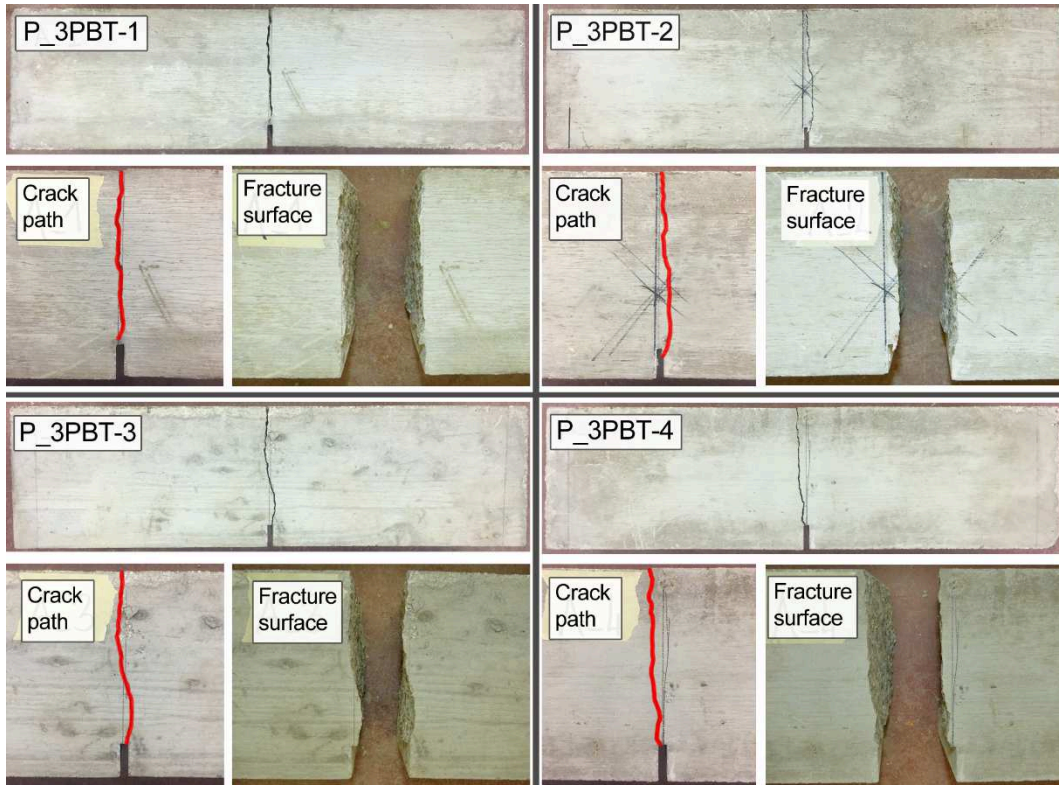 P_3PBT-1
P_3PBT-2
Crack
path
Fracture
surface
Crack
path
Fracture
surface
P_3PBT-3
P_3PBT-4
Crack
path
Fracture
surface
Crack
path
Fracture
surface